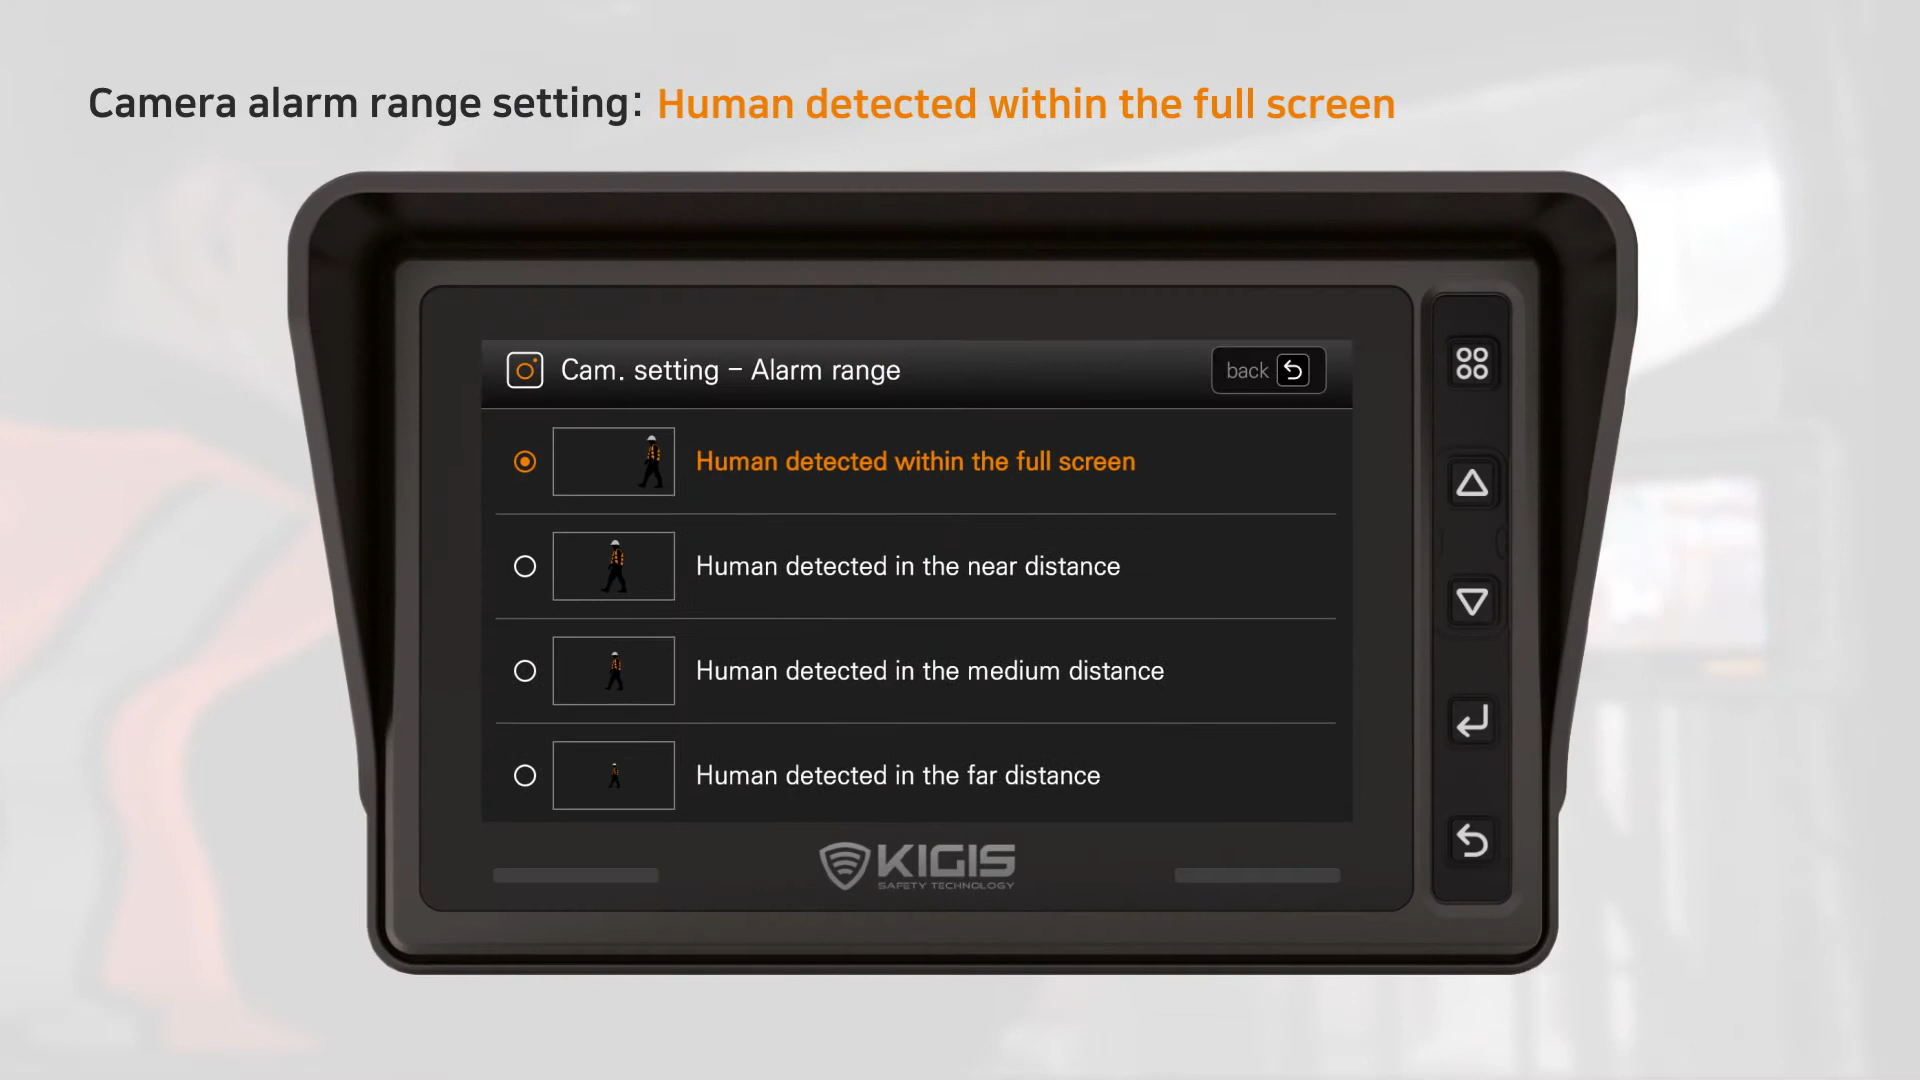 Camera alarm range setting: Human detected within the full screen
Cam. setting - Alarm range
back
Human detected within the full screen
Human detected in the near distance
Human detected in the medium distance
Human detected in the far distance
KIGIS
SAFETY TECHNOLOGY